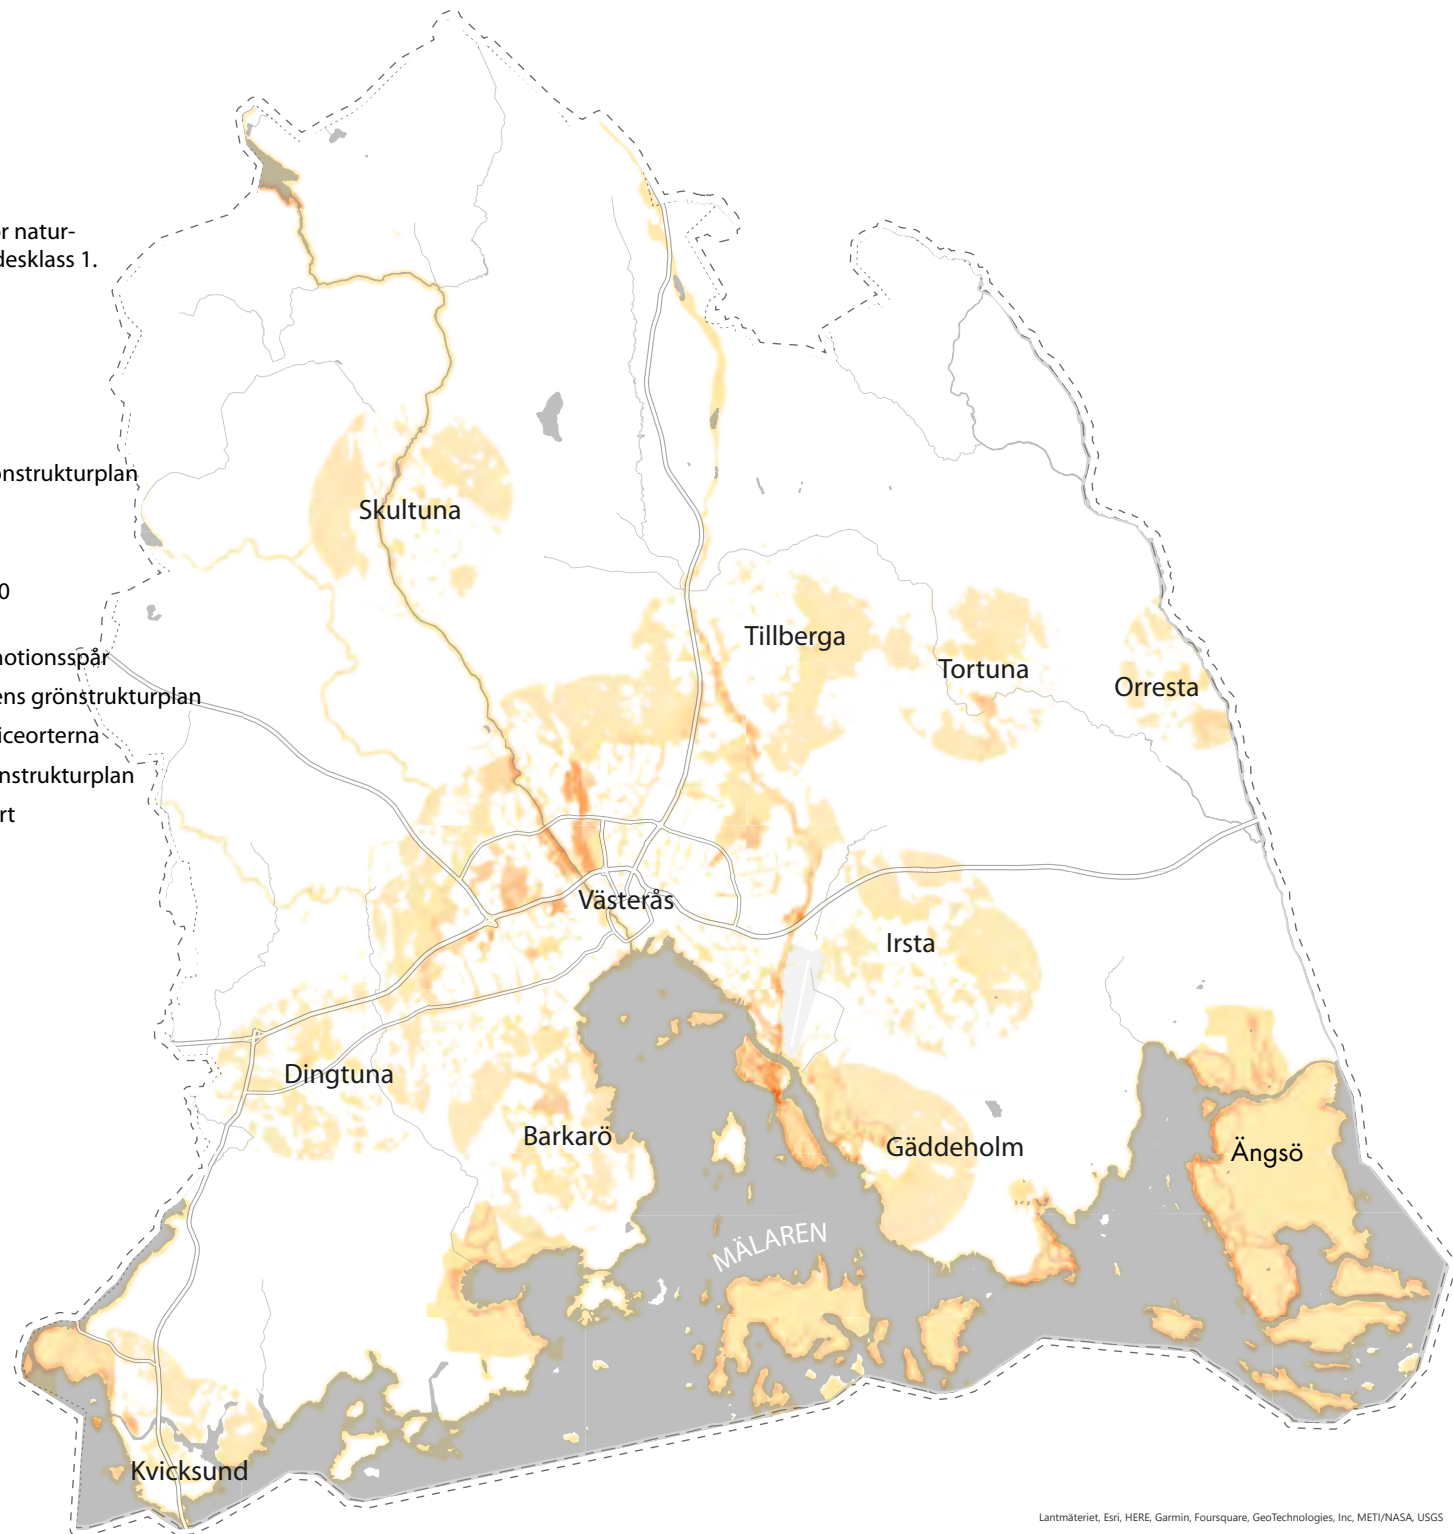 r natur-
desklass 1.
nstrukturplan
0
notionsspår
ens grönstrukturplan
iceorterna
nstrukturplan
rt
Skultuna
Tillberga
Tortuna
Orresta
Västerås
Irsta
Dingtuna
Barkarö
Gäddeholm
Ängsö
MÄLAREN
Kvicksund
Lantmäteriet, Esri, HERE, Garmin, Foursquare, GeoTechnologies, Inc, METI/NASA, USGS